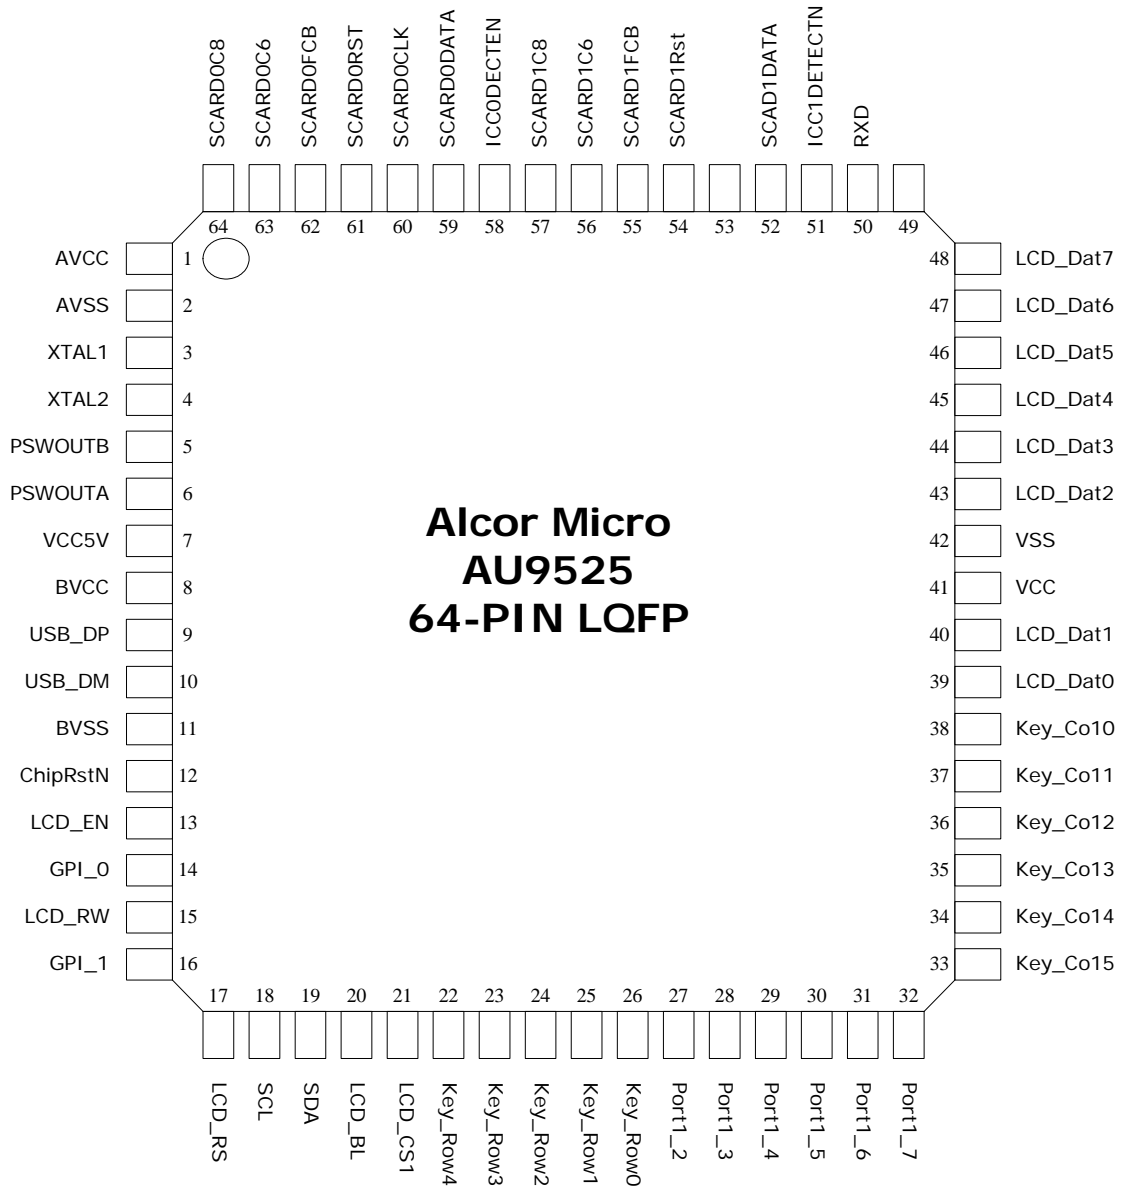 SCARD0C8
SCARD0C6
SCARD0FCB
SCARD0RST
SCARD0CLK
SCARD0DATA
ICC0DECTEN
SCARD1C8
SCARD1C6
SCARD1FCB
SCARD1Rst
SCAD1DATA
ICC1DETECTN
RXD
64 63 62 61 60 59 58 57 56 55 54 53 52 51 50 49
AVCC 1
AVSS 2
XTAL1 3
XTAL2 4
PSWOUTB 5
PSWOUTA 6
VCC5V 7
BVCC 8
USB_DP 9
USB_DM 10
BVSS 11
ChipRstN 12
LCD_EN 13
GPI_0 14
LCD_RW 15
GPI_1 16
Alcor Micro
AU9525
64-PIN LQFP
48 LCD_Dat7
47 LCD_Dat6
46 LCD_Dat5
45 LCD_Dat4
44 LCD_Dat3
43 LCD_Dat2
42 VSS
41 VCC
40 LCD_Dat1
39 LCD_Dat0
38 Key_Co10
37 Key_Co11
36 Key_Co12
35 Key_Co13
34 Key_Co14
33 Key_Co15
17 18 19 20 21 22 23 24 25 26 27 28 29 30 31 32
LCD_RS
SCL
SDA
LCD_BL
LCD_CS1
Key_Row4
Key_Row3
Key_Row2
Key_Row1
Key_Row0
Port1_2
Port1_3
Port1_4
Port1_5
Port1_6
Port1_7